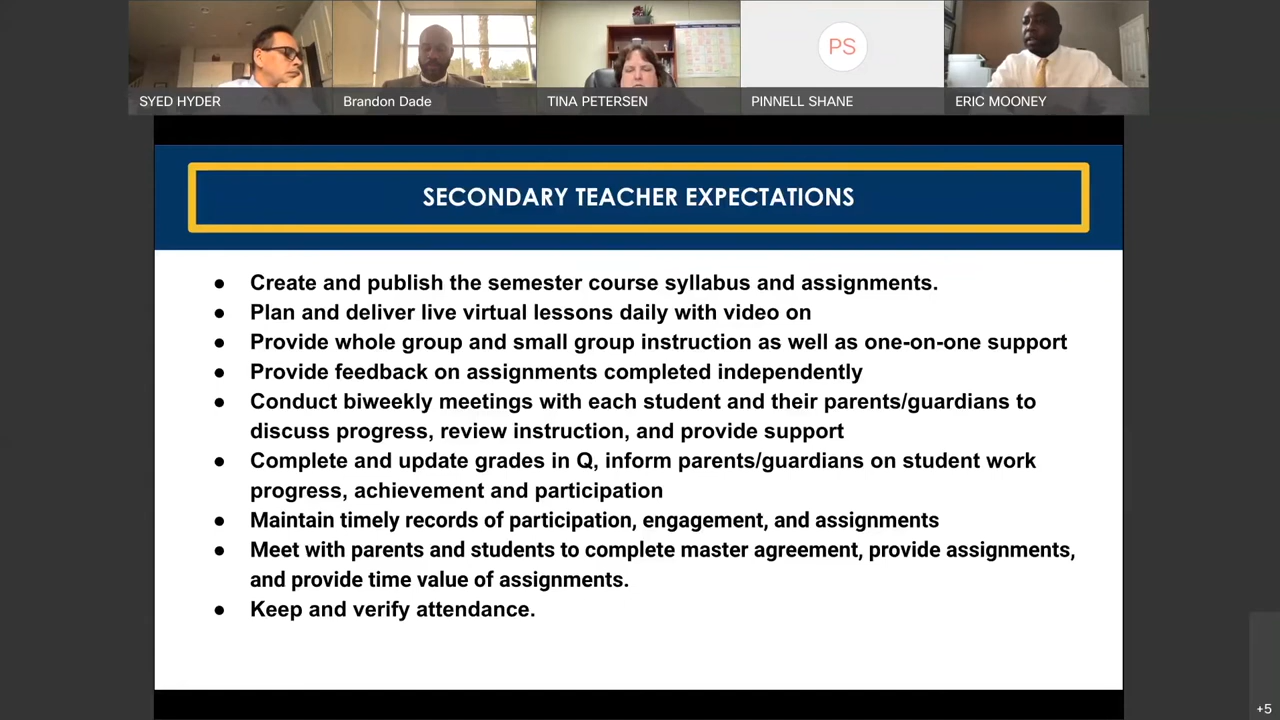 PS
SYED HYDER
Brandon Dade
TINA PETERSEN
PINNELL SHANE
ERIC MOONEY
SECONDARY TEACHER EXPECTATIONS
● Create and publish the semester course syllabus and assignments.
● Plan and deliver live virtual lessons daily with video on
● Provide whole group and small group instruction as well as one-on-one support
● Provide feedback on assignments completed independently
● Conduct biweekly meetings with each student and their parents/guardians to
discuss progress, review instruction, and provide support
● Complete and update grades in Q, inform parents/guardians on student work
progress, achievement and participation
● Maintain timely records of participation, engagement, and assignments
● Meet with parents and students to complete master agreement, provide assignments,
and provide time value of assignments.
● Keep and verify attendance.
+5